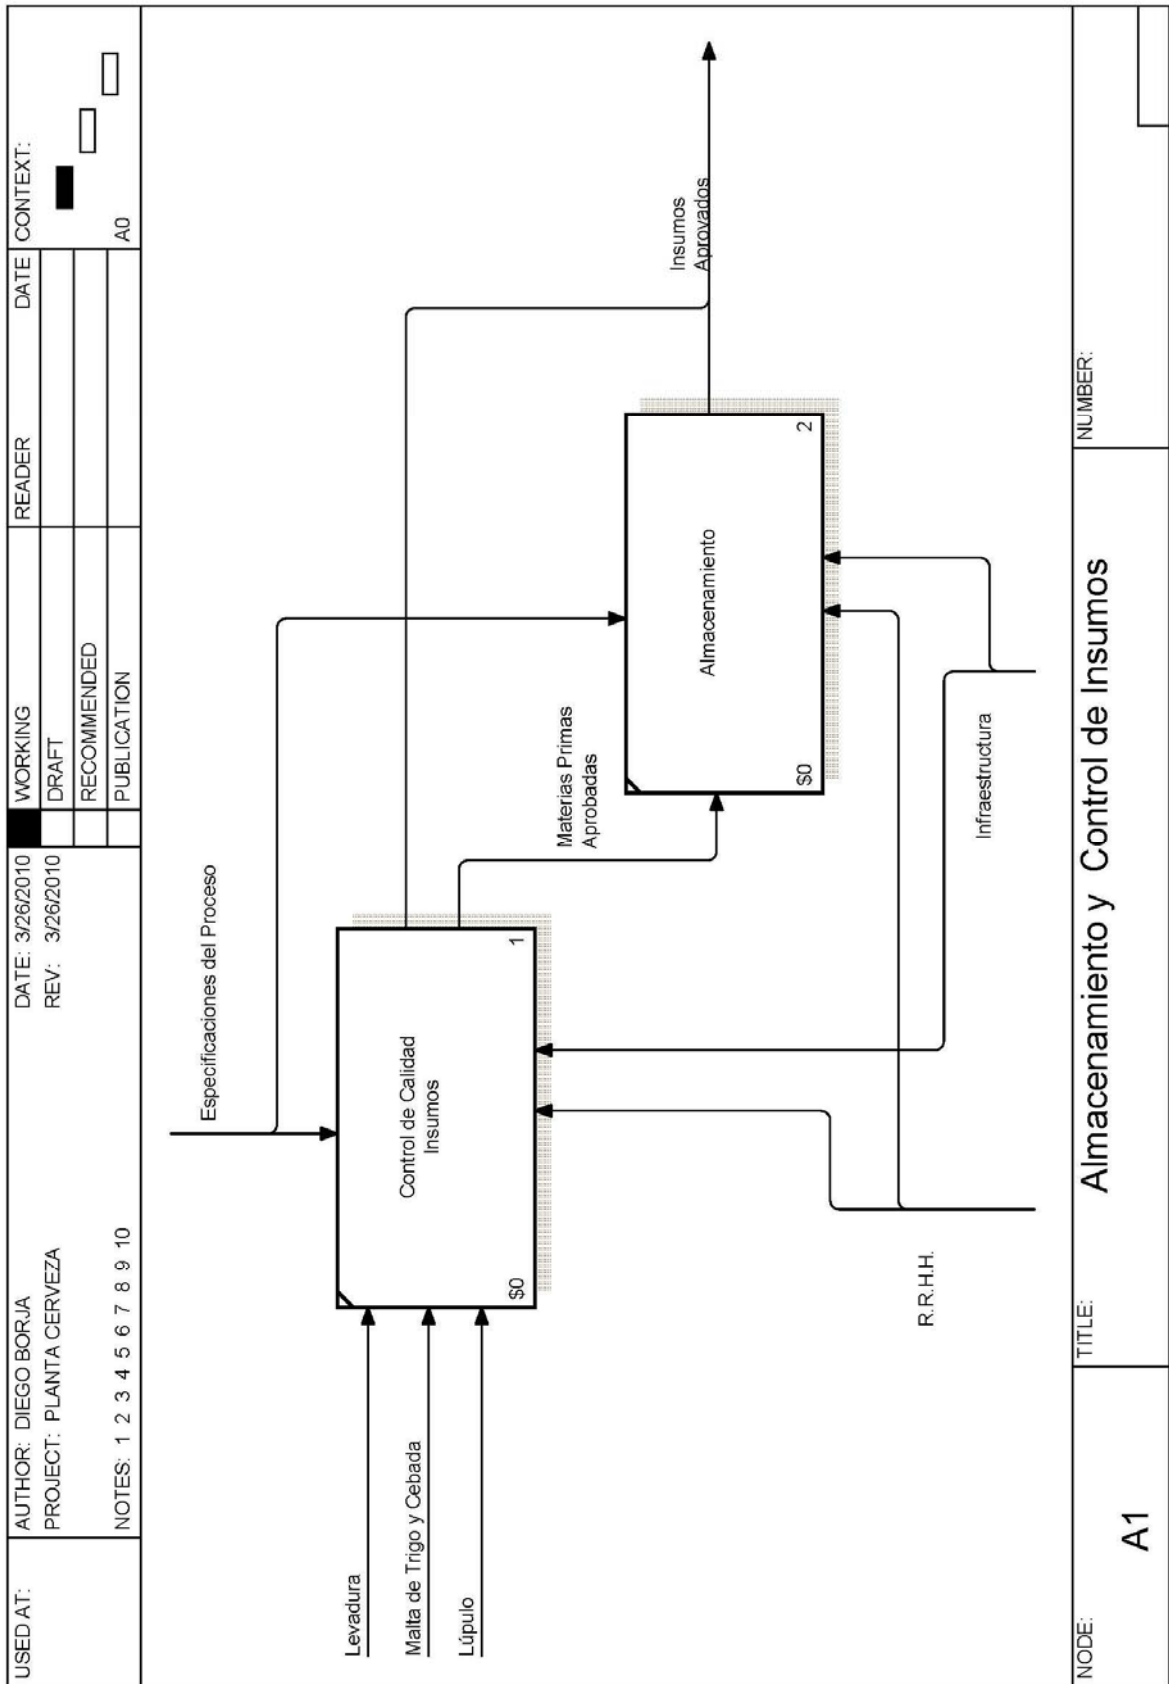 USED AT:
AUTHOR: DIEGO BORJA
PROJECT: PLANTA CERVEZA
NOTES: 1 2 3 4 5 6 7 8 9 10
DATE: 3/26/2010
REV: 3/26/2010
WORKING
DRAFT
RECOMMENDED
PUBLICATION
READER
DATE
CONTEXT:
A0
Especificaciones del Proceso
Levadura
Malta de Trigo y Cebada
Lúpulo
Control de Calidad
Insumos
$0
1
Materias Primas
Aprobadas
Almacenamiento
$0
2
Insumos
Aprovados
R.R.H.H.
Infraestructura
NODE:
A1
TITLE:
Almacenamiento y Control de Insumos
NUMBER: